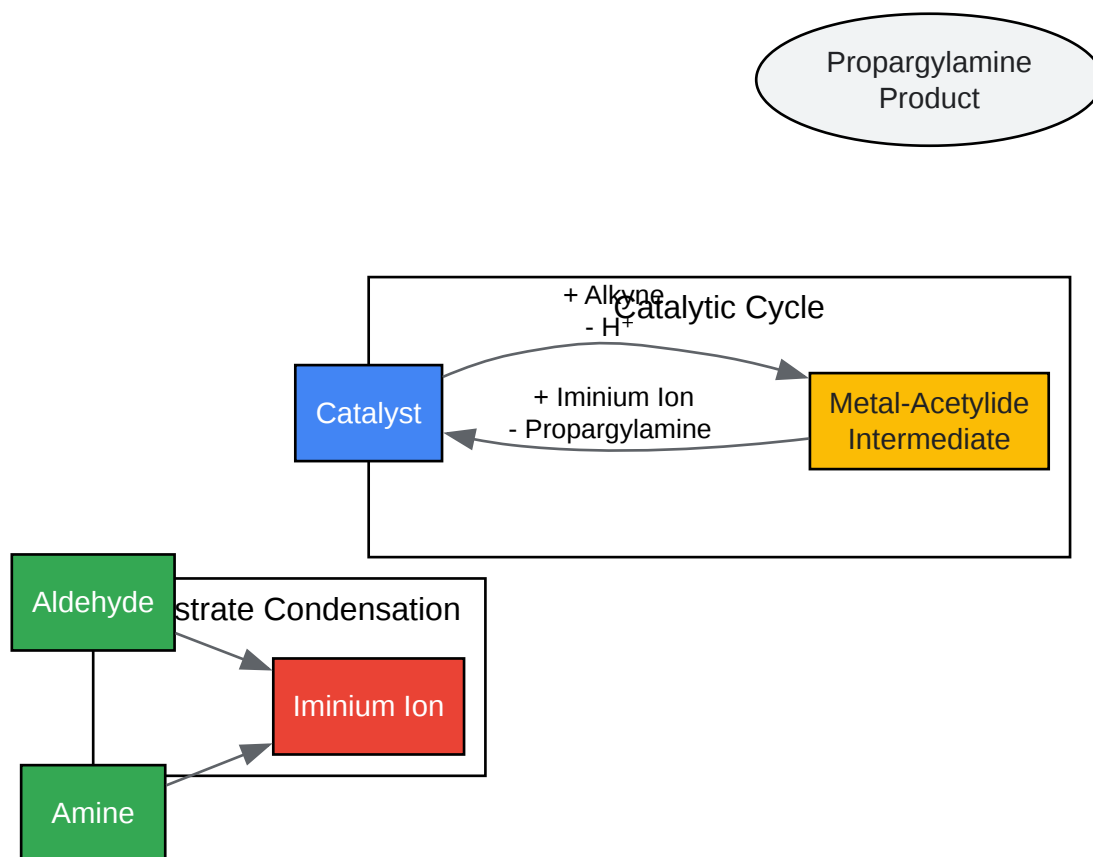 Propargylamine
Product
+ Alkyne
- H⁺
Catalytic Cycle
Catalyst
+ Iminium Ion
- Propargylamine
Metal-Acetylide
Intermediate
Aldehyde
strate Condensation
Iminium Ion
Amine